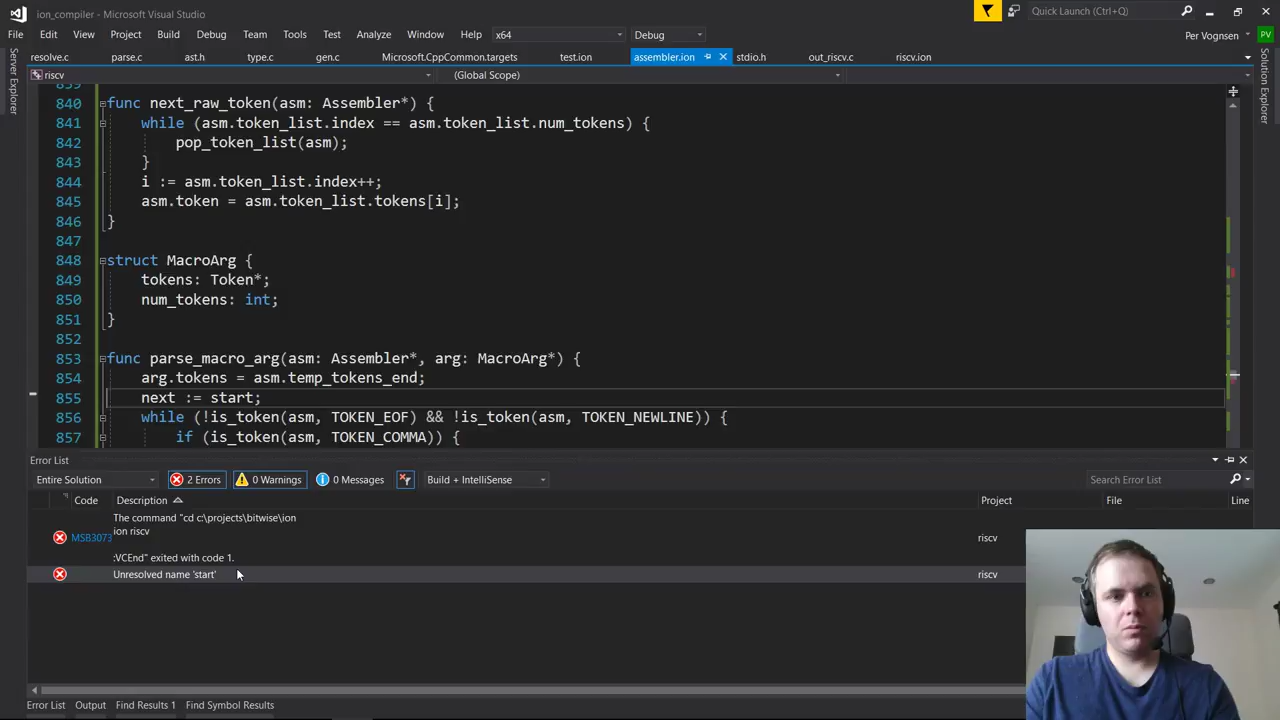 ion_compiler - Microsoft Visual Studio
Quick Launch (Ctrl+Q)
File Edit View Project Build Debug Team Tools Test Analyze Window Help x64 Debug Per Vognsen PV
resolve.c parse.c ast.h type.c gen.c Microsoft.CppCommon.targets test.ion assembler.ion stdio.h out_riscv.c riscv.ion
riscv (Global Scope)
Server Explorer
Solution Explorer
839
840 func next_raw_token(asm: Assembler*) {
841 while (asm.token_list.index == asm.token_list.num_tokens) {
842 pop_token_list(asm);
843 }
844 i := asm.token_list.index++;
845 asm.token = asm.token_list.tokens[i];
846 }
847
848 struct MacroArg {
849 tokens: Token*;
850 num_tokens: int;
851 }
852
853 func parse_macro_arg(asm: Assembler*, arg: MacroArg*) {
854 arg.tokens = asm.temp_tokens_end;
855 next := start;
856 while (!is_token(asm, TOKEN_EOF) && !is_token(asm, TOKEN_NEWLINE)) {
857 if (is_token(asm, TOKEN_COMMA)) {
Error List
Entire Solution 2 Errors 0 Warnings 0 Messages Build + IntelliSense Search Error List
Code Description Project File Line
The command "cd c:\projects\bitwise\ion
ion riscv
MSB3073 riscv
:VCEnd" exited with code 1.
Unresolved name 'start' riscv
Error List Output Find Results 1 Find Symbol Results